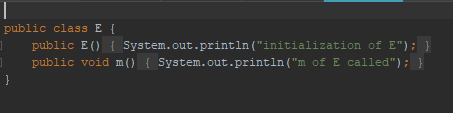 public class E {
    public E() { System.out.println("initialization of E"); }
    public void m() { System.out.println("m of E called"); }
}